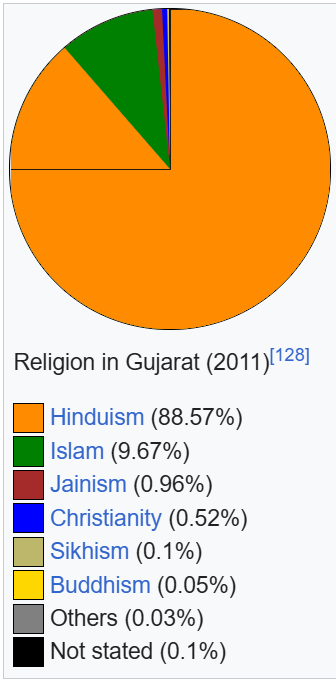 Religion in Gujarat (2011)[128]
Hinduism (88.57%)
Islam (9.67%)
Jainism (0.96%)
Christianity (0.52%)
Sikhism (0.1%)
Buddhism (0.05%)
Others (0.03%)
Not stated (0.1%)